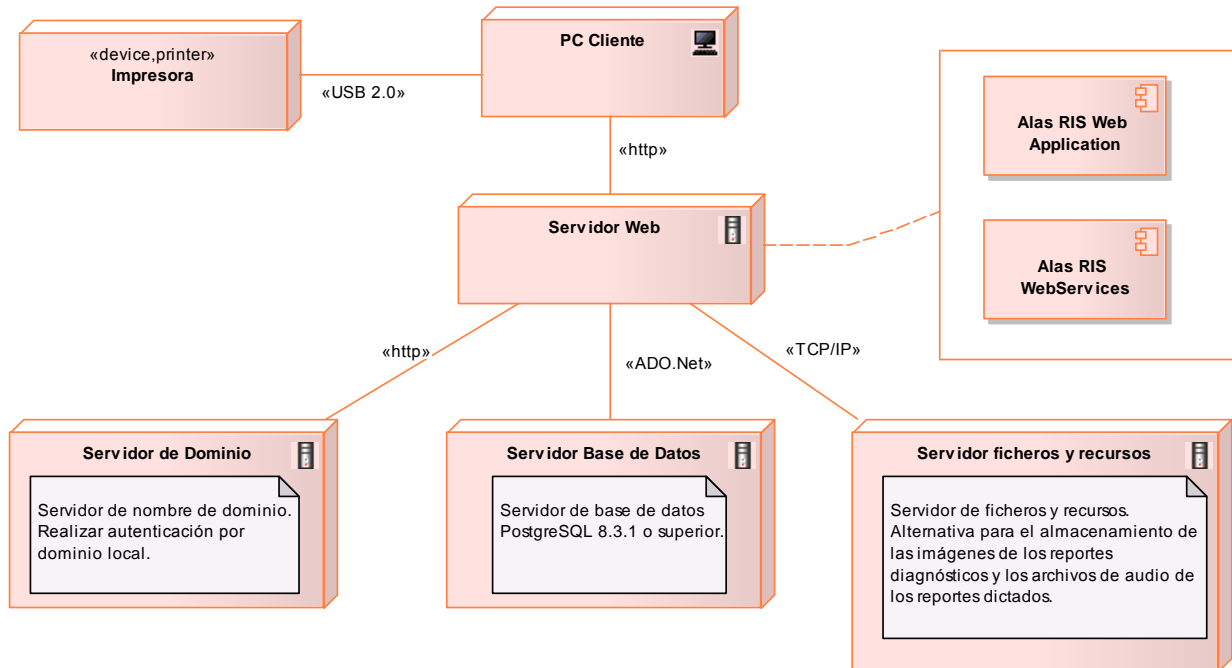 «device,printer»
Impresora
«USB 2.0»
PC Cliente
«http»
Servidor Web
Alas RIS Web
Application
Alas RIS
WebServices
«http»
«ADO.Net»
«TCP/IP»
Servidor de Dominio
Servidor de nombre de dominio.
Realizar autenticación por
dominio local.
Servidor Base de Datos
Servidor de base de datos
PostgreSQL 8.3.1 o superior.
Servidor ficheros y recursos
Servidor de ficheros y recursos.
Alternativa para el almacenamiento de
las imágenes de los reportes
diagnósticos y los archivos de audio de
los reportes dictados.